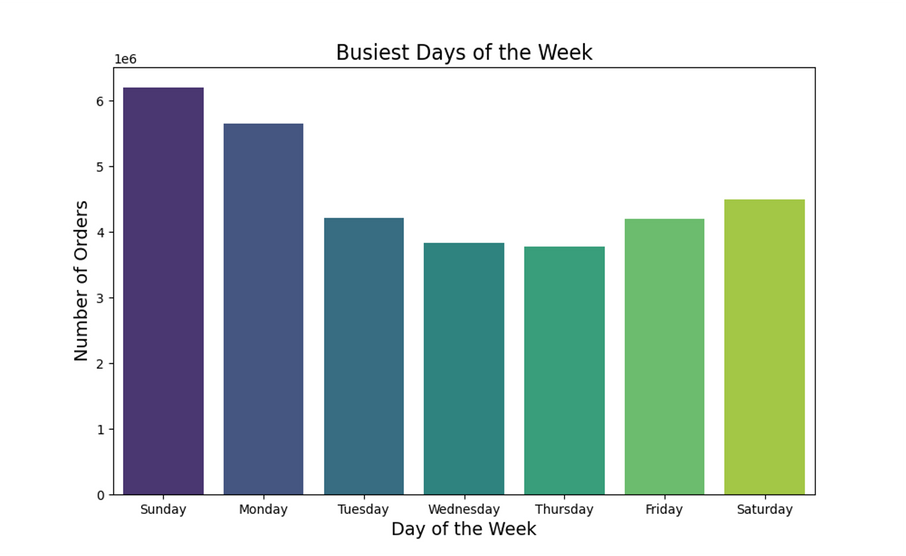 Busiest Days of the Week
1e6
6
5
4
3
2
1
0
Number of Orders
Sunday Monday Tuesday Wednesday Thursday Friday Saturday
Day of the Week